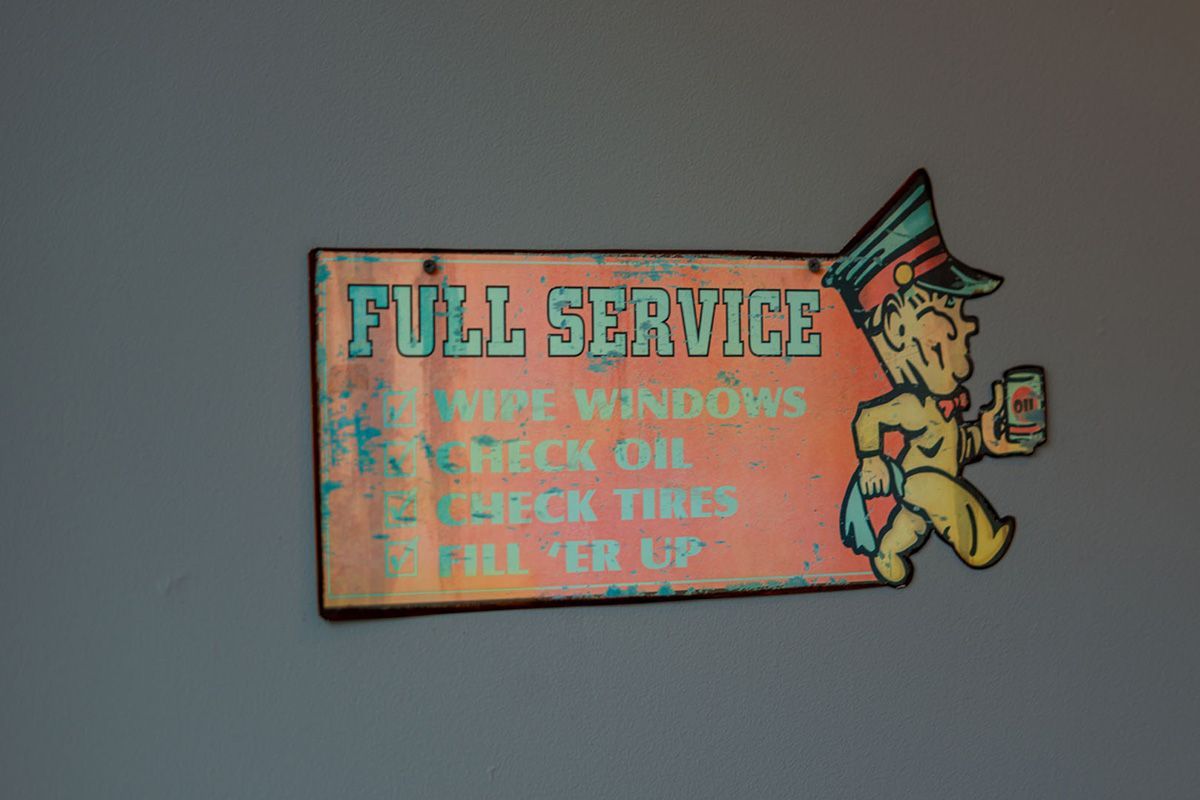 FULL SERVICE
WIPE WINDOWS
CHECK OIL
CHECK TIRES
FILL 'ER UP
OIL